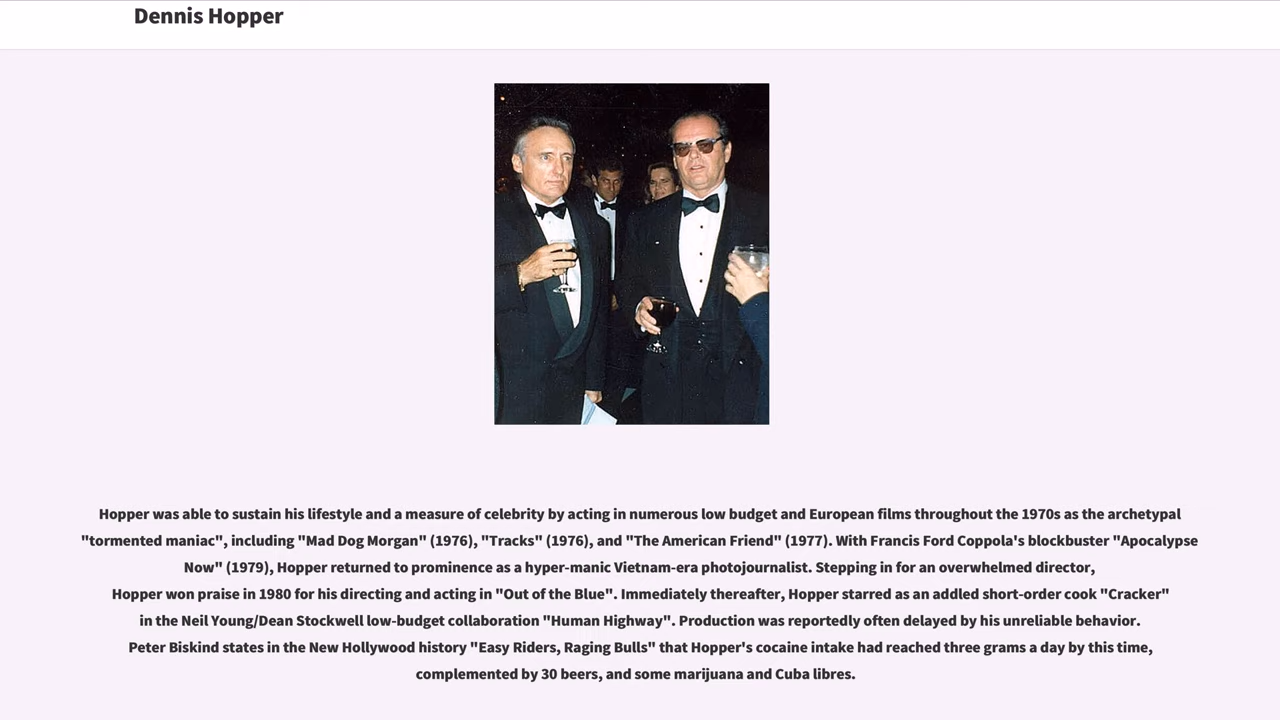 Dennis Hopper
Hopper was able to sustain his lifestyle and a measure of celebrity by acting in numerous low budget and European films throughout the 1970s as the archetypal
"tormented maniac", including "Mad Dog Morgan" (1976), "Tracks" (1976), and "The American Friend" (1977). With Francis Ford Coppola's blockbuster "Apocalypse
Now" (1979), Hopper returned to prominence as a hyper-manic Vietnam-era photojournalist. Stepping in for an overwhelmed director,
Hopper won praise in 1980 for his directing and acting in "Out of the Blue". Immediately thereafter, Hopper starred as an addled short-order cook "Cracker"
in the Neil Young/Dean Stockwell low-budget collaboration "Human Highway". Production was reportedly often delayed by his unreliable behavior.
Peter Biskind states in the New Hollywood history "Easy Riders, Raging Bulls" that Hopper's cocaine intake had reached three grams a day by this time,
complemented by 30 beers, and some marijuana and Cuba libres.